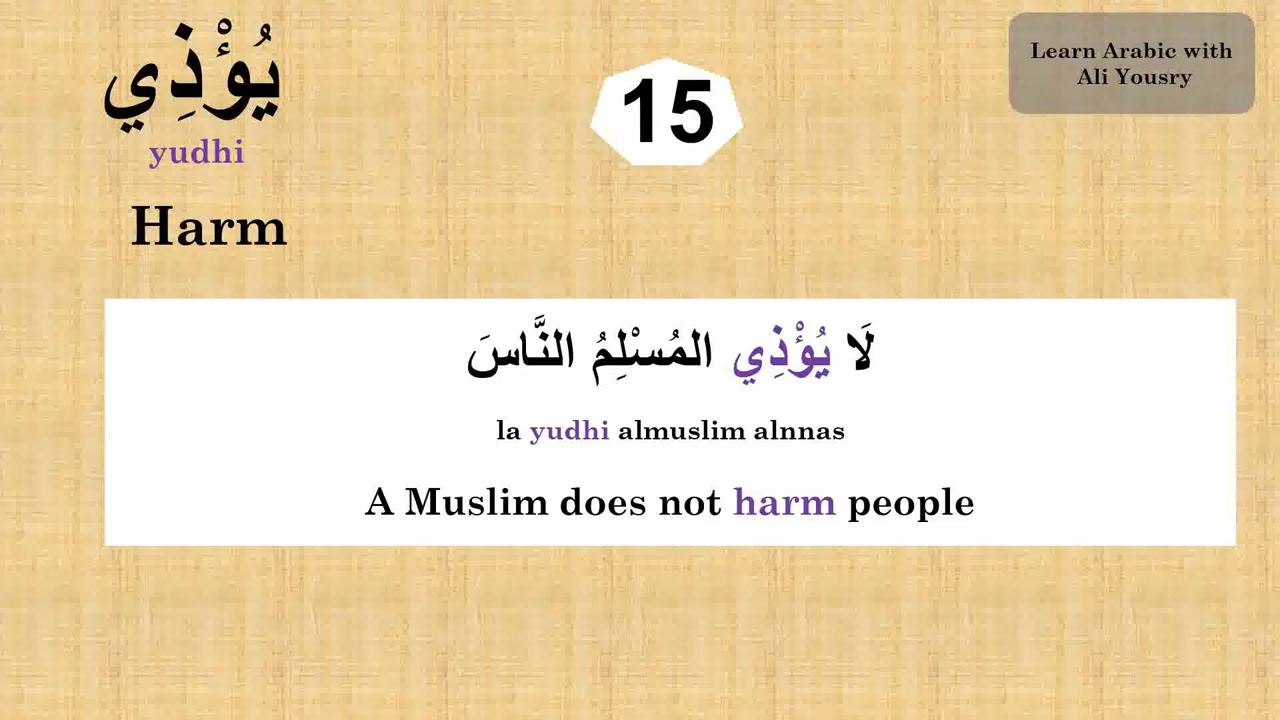 يُؤْذِي
yudhi
Harm
15
Learn Arabic with
Ali Yousry
لَا يُؤْذِي المُسْلِمُ النَّاسَ
la yudhi almuslim alnnas
A Muslim does not harm people